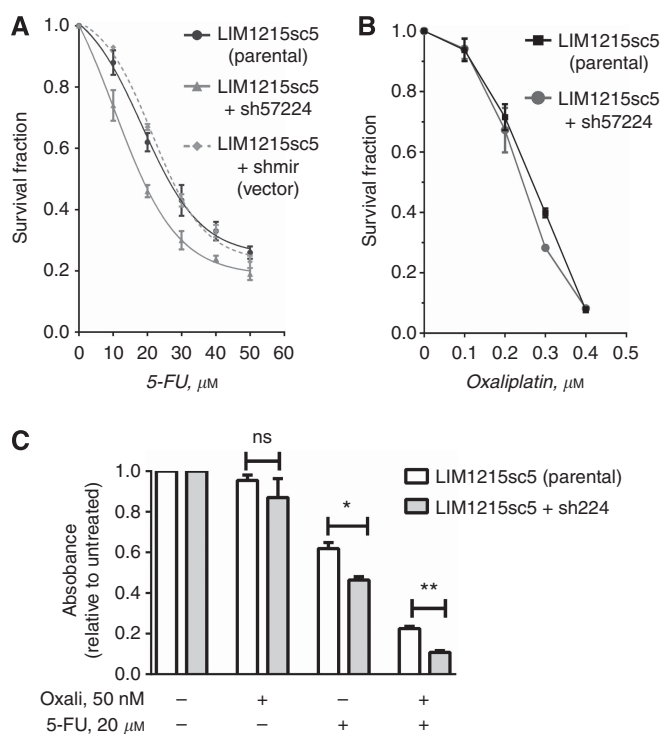 A
1.0
0.8
0.6
0.4
0.2
0.0
Survival fraction
0 10 20 30 40 50 60
5-FU, μM
LIM1215sc5
(parental)
LIM1215sc5
+ sh57224
LIM1215sc5
+ shmir
(vector)
B
1.0
0.8
0.6
0.4
0.2
0.0
Survival fraction
0 0.1 0.2 0.3 0.4 0.5
Oxaliplatin, μM
LIM1215sc5
(parental)
LIM1215sc5
+ sh57224
C
1.0
0.8
0.6
0.4
0.2
0.0
Absobance
(relative to untreated)
ns
*
**
LIM1215sc5 (parental)
LIM1215sc5 + sh224
Oxali, 50 nM – + – +
5-FU, 20 μM – – + +